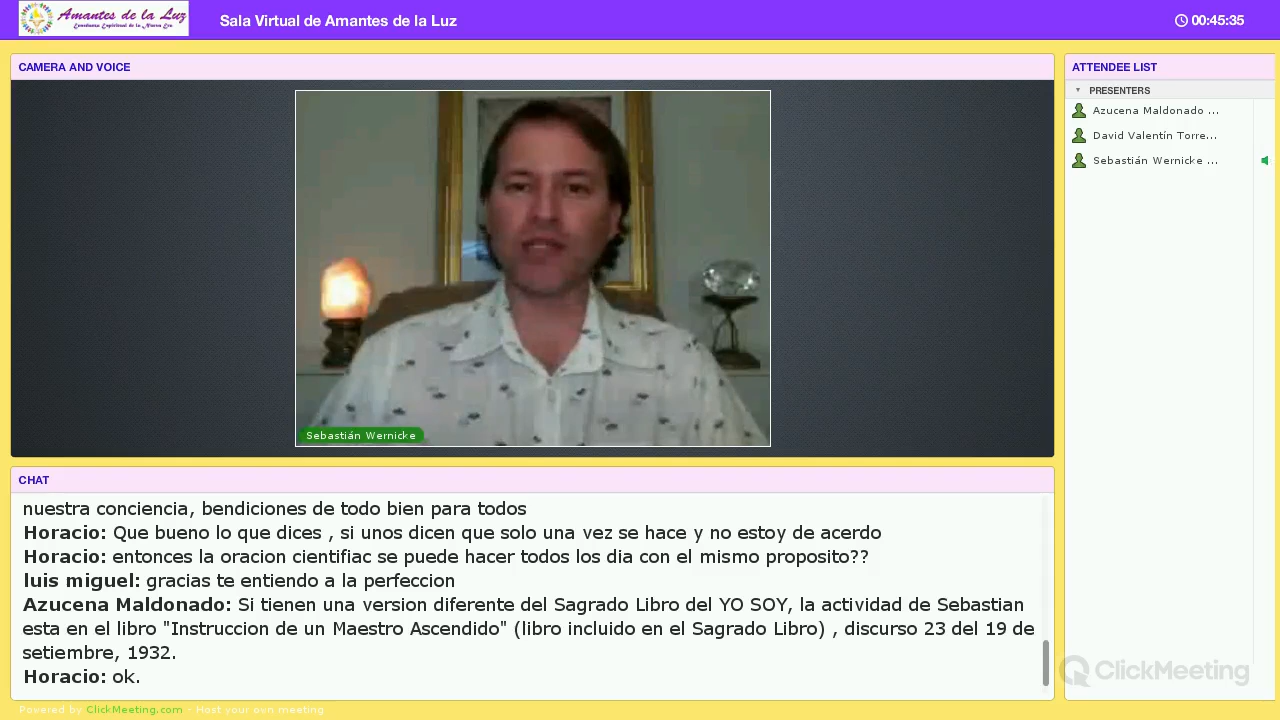 Amantes de la Luz
Enseñanza Espiritual de la Nueva Era
Sala Virtual de Amantes de la Luz
00:45:35
CAMERA AND VOICE
Sebastián Wernicke
ATTENDEE LIST
PRESENTERS
Azucena Maldonado ...
David Valentín Torre...
Sebastián Wernicke ...
CHAT
nuestra conciencia, bendiciones de todo bien para todos
Horacio: Que bueno lo que dices , si unos dicen que solo una vez se hace y no estoy de acerdo
Horacio: entonces la oracion cientifiac se puede hacer todos los dia con el mismo proposito??
luis miguel: gracias te entiendo a la perfeccion
Azucena Maldonado: Si tienen una version diferente del Sagrado Libro del YO SOY, la actividad de Sebastian
esta en el libro "Instruccion de un Maestro Ascendido" (libro incluido en el Sagrado Libro) , discurso 23 del 19 de
setiembre, 1932.
Horacio: ok.
ClickMeeting
Powered by ClickMeeting.com - Host your own meeting